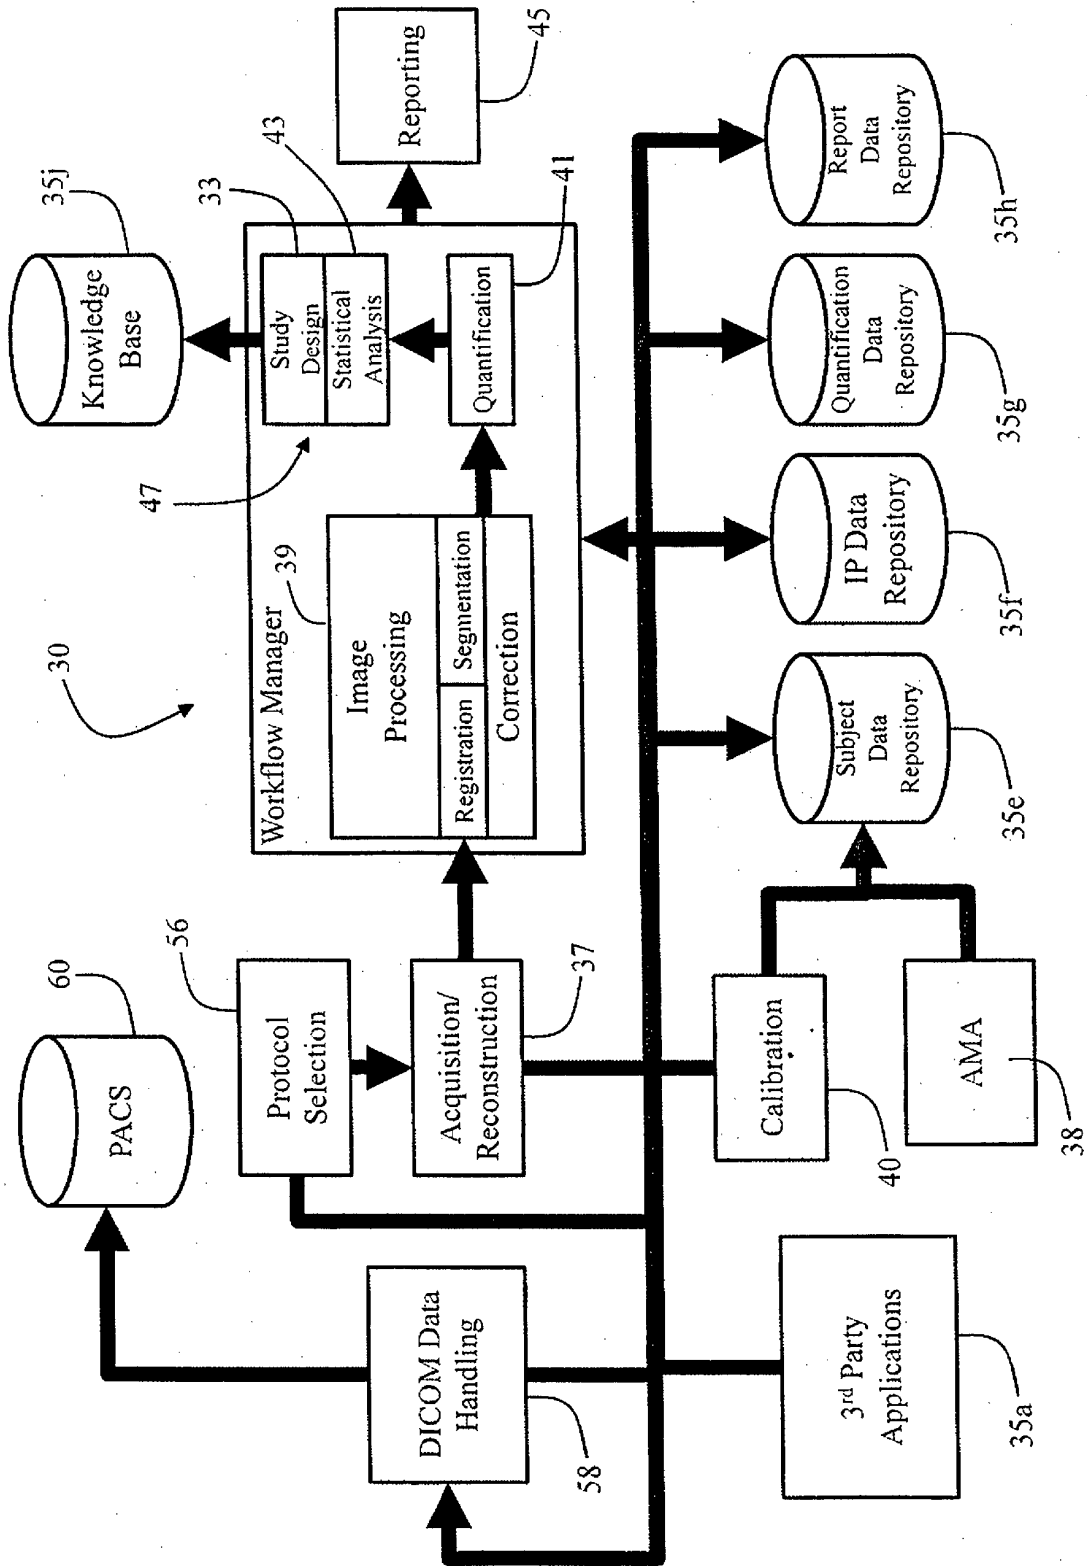 30
PACS
60
Knowledge
Base
35j
Protocol
Selection
56
Workflow Manager
Study
Design
33
Statistical
Analysis
43
47
Image
Processing
39
Registration
Segmentation
Correction
Quantification
41
Reporting
45
DICOM Data
Handling
58
Acquisition/
Reconstruction
37
3rd Party
Applications
35a
Calibration
40
AMA
38
Subject
Data
Repository
35e
IP Data
Repository
35f
Quantification
Data
Repository
35g
Report
Data
Repository
35h